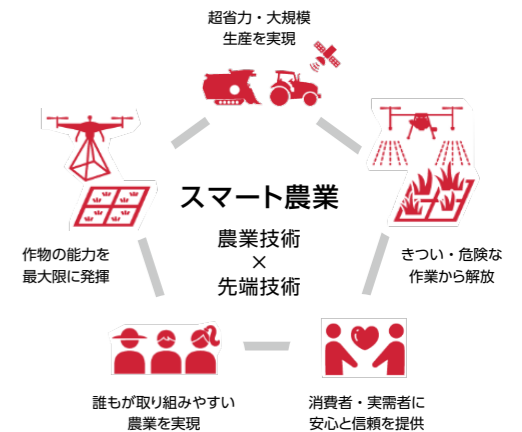 超省力・大規模
生産を実現
スマート農業
農業技術
×
先端技術
作物の能力を
最大限に発揮
きつい・危険な
作業から解放
誰もが取り組みやすい
農業を実現
消費者・実需者に
安心と信頼を提供